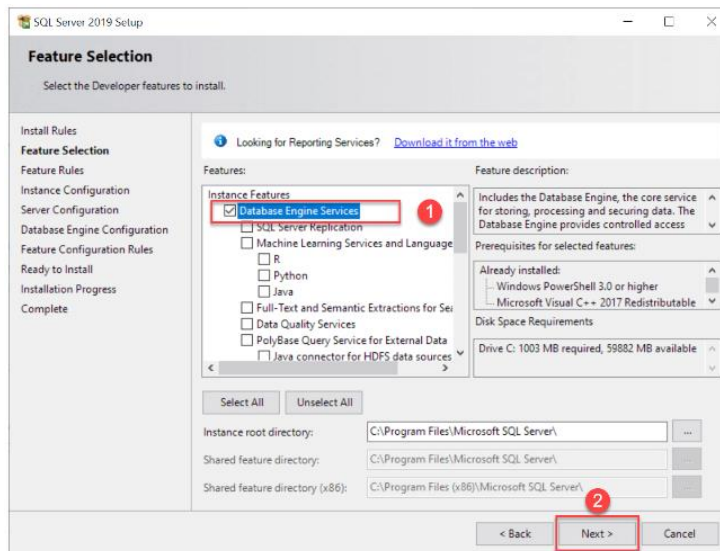 SQL Server 2019 Setup
Feature Selection
Select the Developer features to install.
Install Rules
Feature Selection
Feature Rules
Instance Configuration
Server Configuration
Database Engine Configuration
Feature Configuration Rules
Ready to Install
Installation Progress
Complete
Looking for Reporting Services? Download it from the web
Features:
Instance Features
Database Engine Services
1
SQL Server Replication
Machine Learning Services and Language
R
Python
Java
Full-Text and Semantic Extractions for Sea
Data Quality Services
PolyBase Query Service for External Data
Java connector for HDFS data sources
Feature description:
Includes the Database Engine, the core service
for storing, processing and securing data. The
Database Engine provides controlled access
Prerequisites for selected features:
Already installed:
Windows PowerShell 3.0 or higher
Microsoft Visual C++ 2017 Redistributable
Disk Space Requirements
Drive C: 1003 MB required, 59882 MB available
Select All
Unselect All
Instance root directory: C:\Program Files\Microsoft SQL Server\ ...
Shared feature directory: C:\Program Files\Microsoft SQL Server\ ...
Shared feature directory (x86): C:\Program Files (x86)\Microsoft SQL Server\ ...
2
< Back
Next >
Cancel